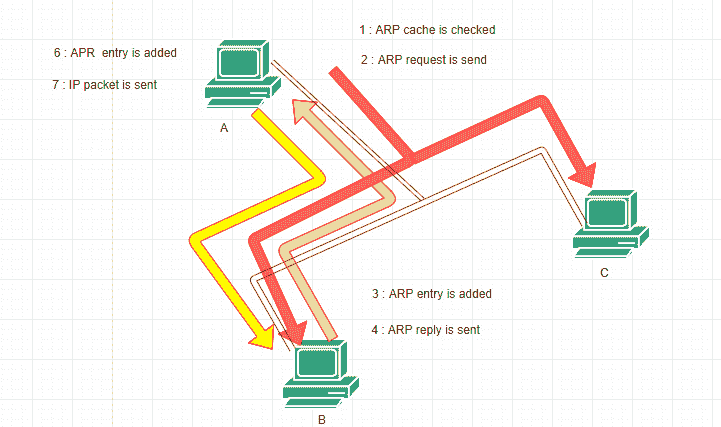 1 : ARP cache is checked
6 : APR  entry is added
2 : ARP request is send
7 : IP packet is sent
A
C
3 : ARP entry is added
4 : ARP reply is sent
B